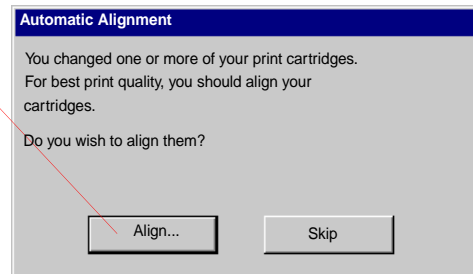 Automatic Alignment
You changed one or more of your print cartridges.
For best print quality, you should align your
cartridges.
Do you wish to align them?
Align...
Skip